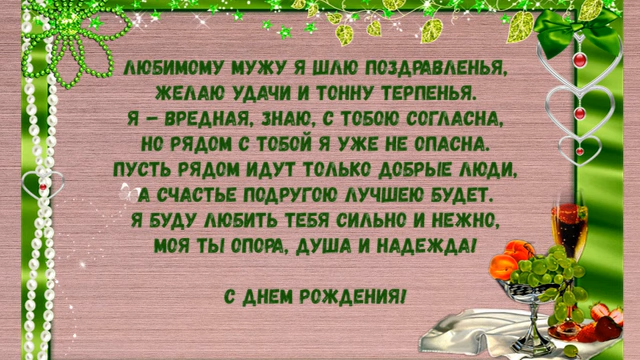 ЛЮБИМОМУ МУЖУ Я ШЛЮ ПОЗДРАВЛЕНЬЯ,
ЖЕЛАЮ УДАЧИ И ТОННУ ТЕРПЕНЬЯ.
Я – ВРЕДНАЯ, ЗНАЮ, С ТОБОЮ СОГЛАСНА,
НО РЯДОМ С ТОБОЙ Я УЖЕ НЕ ОПАСНА.
ПУСТЬ РЯДОМ ИДУТ ТОЛЬКО ДОБРЫЕ ЛЮДИ,
А СЧАСТЬЕ ПОДРУГОЮ ЛУЧШЕЮ БУДЕТ.
Я БУДУ ЛЮБИТЬ ТЕБЯ СИЛЬНО И НЕЖНО,
МОЯ ТЫ ОПОРА, ДУША И НАДЕЖДА!
С ДНЕМ РОЖДЕНИЯ!